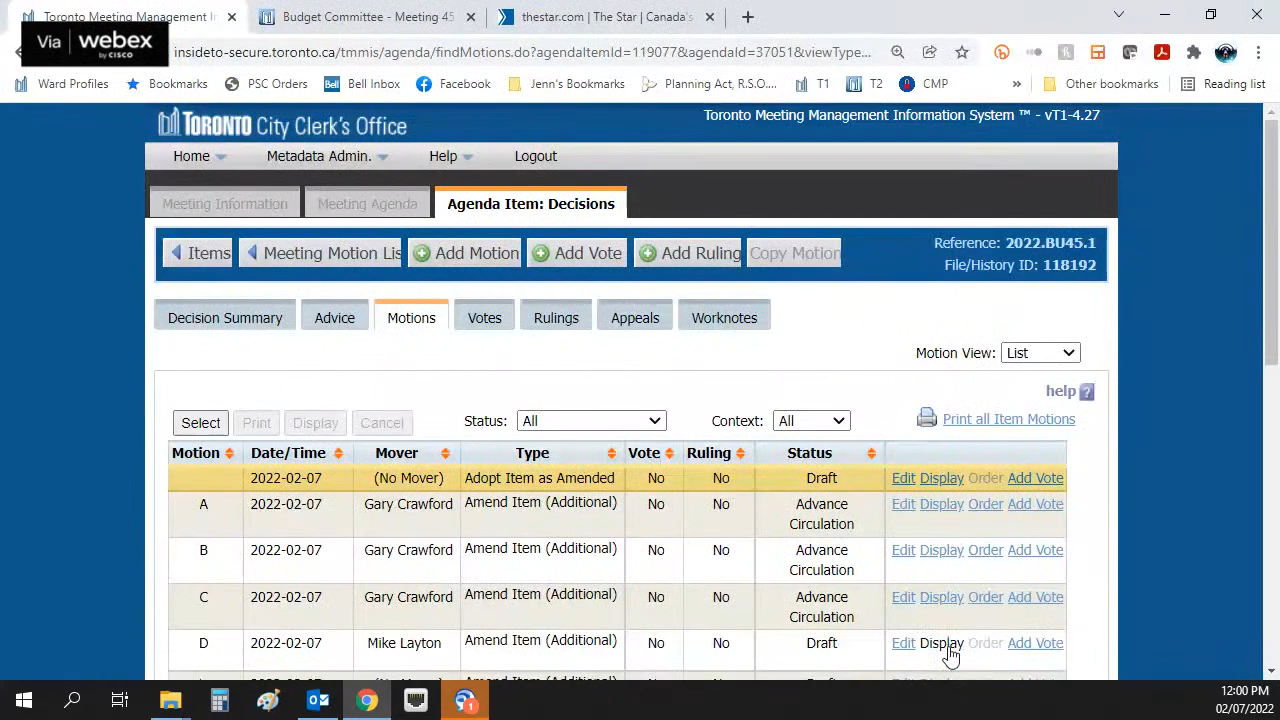 Toronto Meeting Management In
Budget Committee - Meeting 45
thestar.com | The Star | Canada's
Via webex
by CISCO
insideto-secure.toronto.ca/tmmis/agenda/findMotions.do?agendaItemId=119077&agendaId=37051&viewType...
Ward Profiles Bookmarks PSC Orders Bell Inbox Facebook Jenn's Bookmarks Planning Act, R.S.O.... T1 T2 CMP » Other bookmarks Reading list
TORONTO City Clerk's Office
Toronto Meeting Management Information System ™ - vT1-4.27
Home Metadata Admin. Help Logout
Meeting Information Meeting Agenda Agenda Item: Decisions
Items Meeting Motion Lis Add Motion Add Vote Add Ruling Copy Motion
Reference: 2022.BU45.1
File/History ID: 118192
Decision Summary Advice Motions Votes Rulings Appeals Worknotes
Motion View: List
help ?
Select Print Display Cancel Status: All Context: All Print all Item Motions
Motion Date/Time Mover Type Vote Ruling Status
2022-02-07 (No Mover) Adopt Item as Amended No No Draft Edit Display Order Add Vote
A 2022-02-07 Gary Crawford Amend Item (Additional) No No Advance Edit Display Order Add Vote
Circulation
B 2022-02-07 Gary Crawford Amend Item (Additional) No No Advance Edit Display Order Add Vote
Circulation
C 2022-02-07 Gary Crawford Amend Item (Additional) No No Advance Edit Display Order Add Vote
Circulation
D 2022-02-07 Mike Layton Amend Item (Additional) No No Draft Edit Display Order Add Vote
1
12:00 PM
02/07/2022